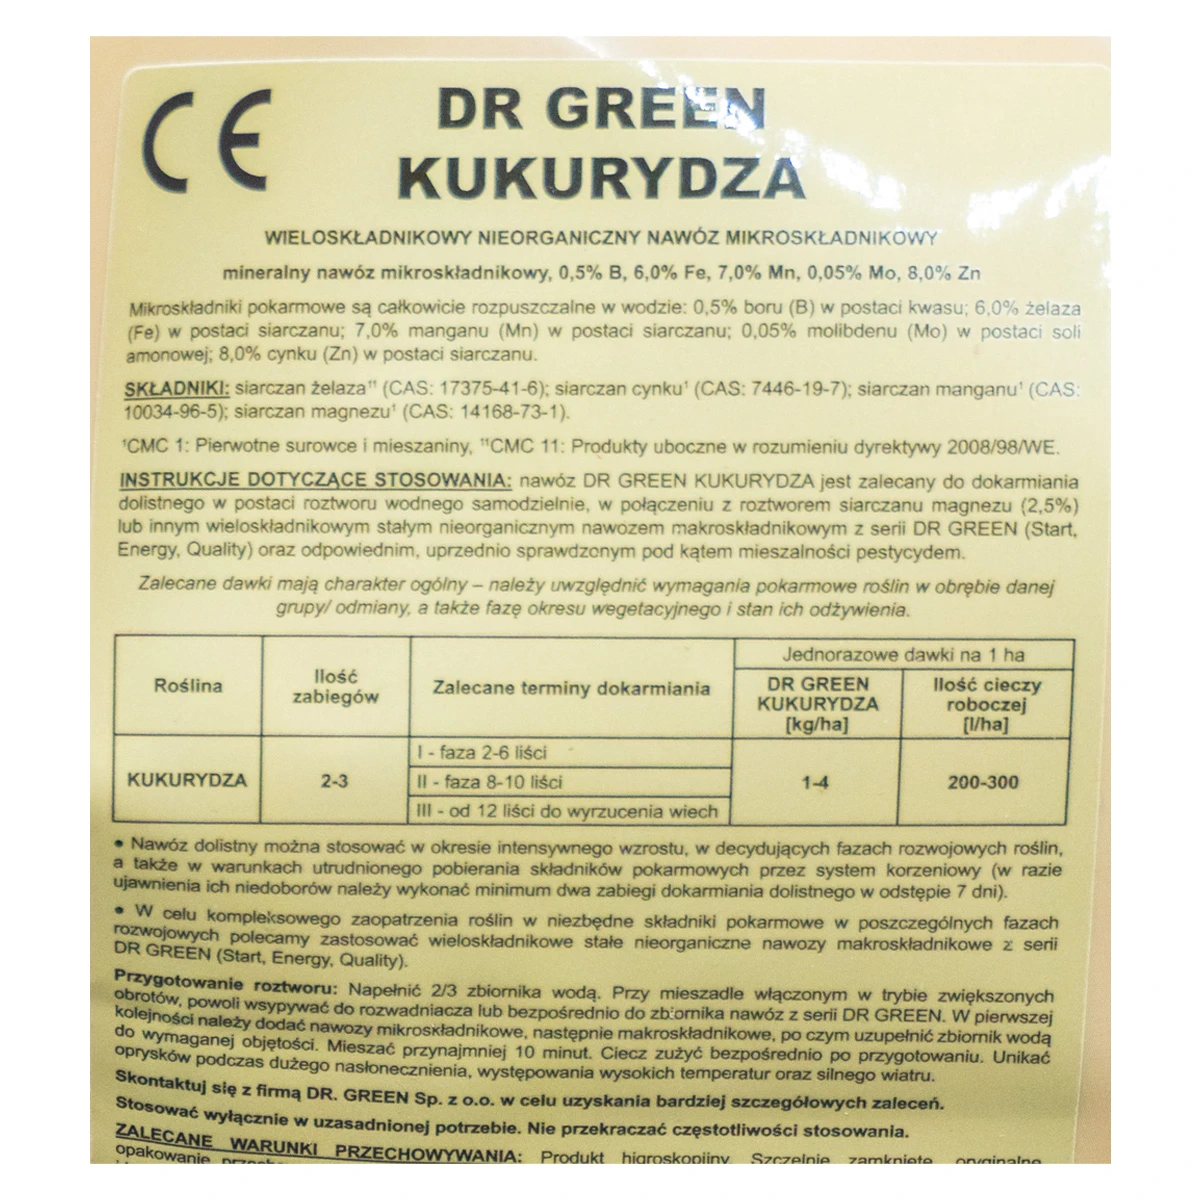 CE
DR GREEN
KUKURYDZA
WIELOSKŁADNIKOWY NIEORGANICZNY NAWÓZ MIKROSKŁADNIKOWY
mineralny nawóz mikroskładnikowy, 0,5% B, 6,0% Fe, 7,0% Mn, 0,05% Mo, 8,0% Zn
Mikroskładniki pokarmowe są całkowicie rozpuszczalne w wodzie: 0,5% boru (B) w postaci kwasu; 6,0% żelaza
(Fe) w postaci siarczanu; 7,0% manganu (Mn) w postaci siarczanu; 0,05% molibdenu (Mo) w postaci soli
amonowej; 8,0% cynku (Zn) w postaci siarczanu.
SKŁADNIKI: siarczan żelaza¹¹ (CAS: 17375-41-6); siarczan cynku¹ (CAS: 7446-19-7); siarczan manganu¹ (CAS:
10034-96-5); siarczan magnezu¹ (CAS: 14168-73-1).
¹CMC 1: Pierwotne surowce i mieszaniny, ¹¹CMC 11: Produkty uboczne w rozumieniu dyrektywy 2008/98/WE.
INSTRUKCJE DOTYCZĄCE STOSOWANIA: nawóz DR GREEN KUKURYDZA jest zalecany do dokarmiania
dolistnego w postaci roztworu wodnego samodzielnie, w połączeniu z roztworem siarczanu magnezu (2,5%)
lub innym wieloskładnikowym stałym nieorganicznym nawozem makroskładnikowym z serii DR GREEN (Start,
Energy, Quality) oraz odpowiednim, uprzednio sprawdzonym pod kątem mieszalności pestycydem.
Zalecane dawki mają charakter ogólny – należy uwzględnić wymagania pokarmowe roślin w obrębie danej
grupy/ odmiany, a także fazę okresu wegetacyjnego i stan ich odżywienia.
Roślina
Ilość
zabiegów
Zalecane terminy dokarmiania
Jednorazowe dawki na 1 ha
DR GREEN
KUKURYDZA
[kg/ha]
Ilość cieczy
roboczej
[l/ha]
KUKURYDZA
2-3
I - faza 2-6 liści
II - faza 8-10 liści
III - od 12 liści do wyrzucenia wiech
1-4
200-300
• Nawóz dolistny można stosować w okresie intensywnego wzrostu, w decydujących fazach rozwojowych roślin,
a także w warunkach utrudnionego pobierania składników pokarmowych przez system korzeniowy (w razie
ujawnienia ich niedoborów należy wykonać minimum dwa zabiegi dokarmiania dolistnego w odstępie 7 dni).
• W celu kompleksowego zaopatrzenia roślin w niezbędne składniki pokarmowe w poszczególnych fazach
rozwojowych polecamy zastosować wieloskładnikowe stałe nieorganiczne nawozy makroskładnikowe z serii
DR GREEN (Start, Energy, Quality).
Przygotowanie roztworu: Napełnić 2/3 zbiornika wodą. Przy mieszadle włączonym w trybie zwiększonych
obrotów, powoli wsypywać do rozwadniacza lub bezpośrednio do zbiornika nawóz z serii DR GREEN. W pierwszej
kolejności należy dodać nawozy mikroskładnikowe, następnie makroskładnikowe, po czym uzupełnić zbiornik wodą
do wymaganej objętości. Mieszać przynajmniej 10 minut. Ciecz zużyć bezpośrednio po przygotowaniu. Unikać
oprysków podczas dużego nasłonecznienia, występowania wysokich temperatur oraz silnego wiatru.
Skontaktuj się z firmą DR. GREEN Sp. z o.o. w celu uzyskania bardziej szczegółowych zaleceń.
Stosować wyłącznie w uzasadnionej potrzebie. Nie przekraczać częstotliwości stosowania.
ZALECANE WARUNKI PRZECHOWYWANIA: Produkt higroskopijny. Szczelnie zamknięte, oryginalne
opakowanie